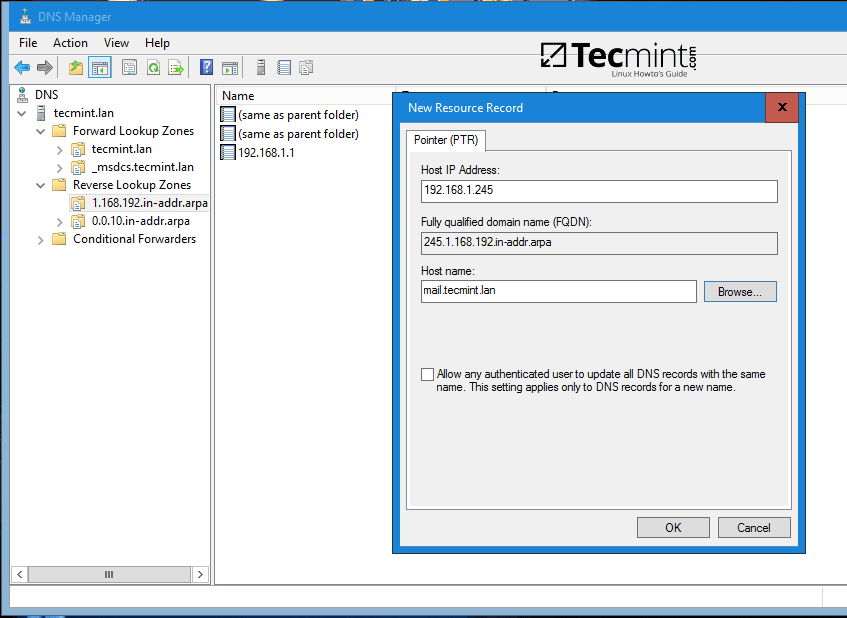 DNS Manager
File Action View Help
Tecmint.com
Linux Howto's Guide
DNS
tecmint.lan
Forward Lookup Zones
tecmint.lan
_msdcs.tecmint.lan
Reverse Lookup Zones
1.168.192.in-addr.arpa
0.0.10.in-addr.arpa
Conditional Forwarders
Name
(same as parent folder)
(same as parent folder)
192.168.1.1
New Resource Record
Pointer (PTR)
Host IP Address:
192.168.1.245
Fully qualified domain name (FQDN):
245.1.168.192.in-addr.arpa
Host name:
mail.tecmint.lan
Browse...
Allow any authenticated user to update all DNS records with the same
name. This setting applies only to DNS records for a new name.
OK Cancel